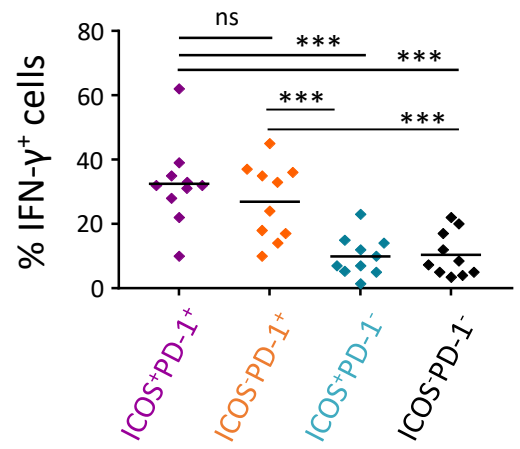 ns
***
***
***
***
% IFN-γ⁺ cells
80
60
40
20
0
ICOS⁺PD-1⁺
ICOS⁻PD-1⁺
ICOS⁺PD-1⁻
ICOS⁻PD-1⁻